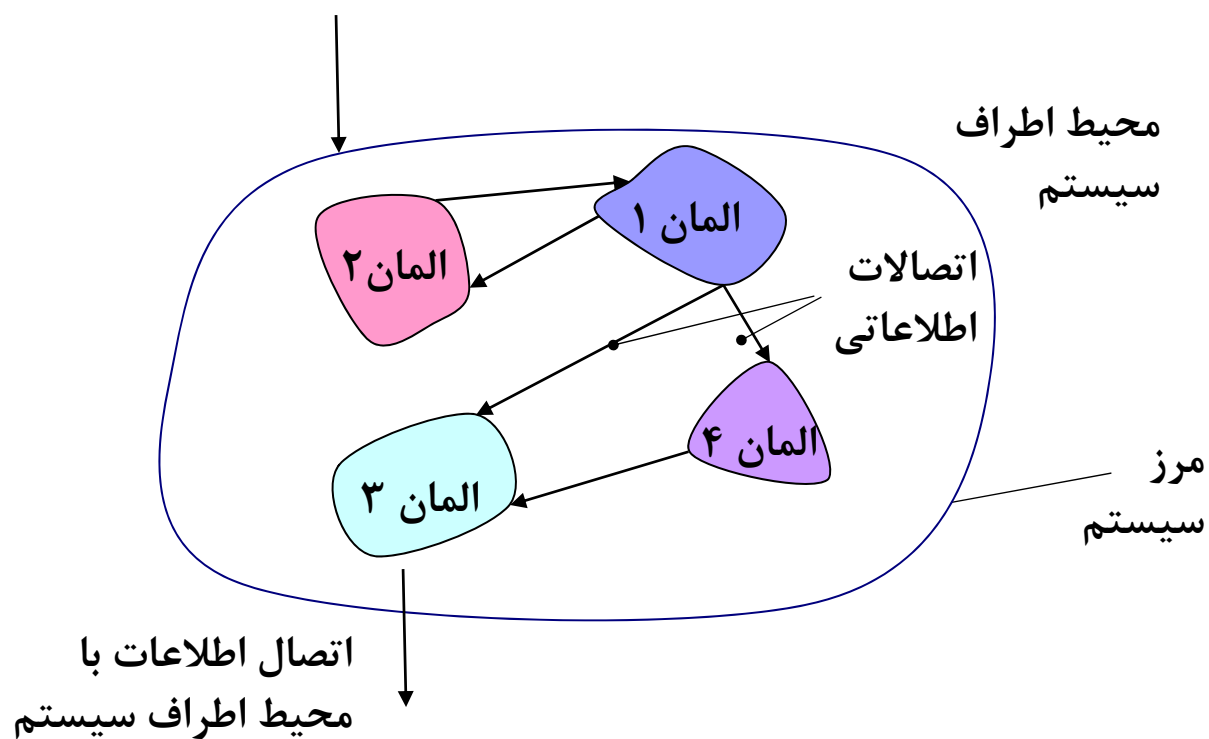 محیط اطراف
سیستم
المان ۱
المان۲
اتصالات
اطلاعاتی
المان ۴
المان ۳
مرز
سیستم
اتصال اطلاعات با
محیط اطراف سیستم